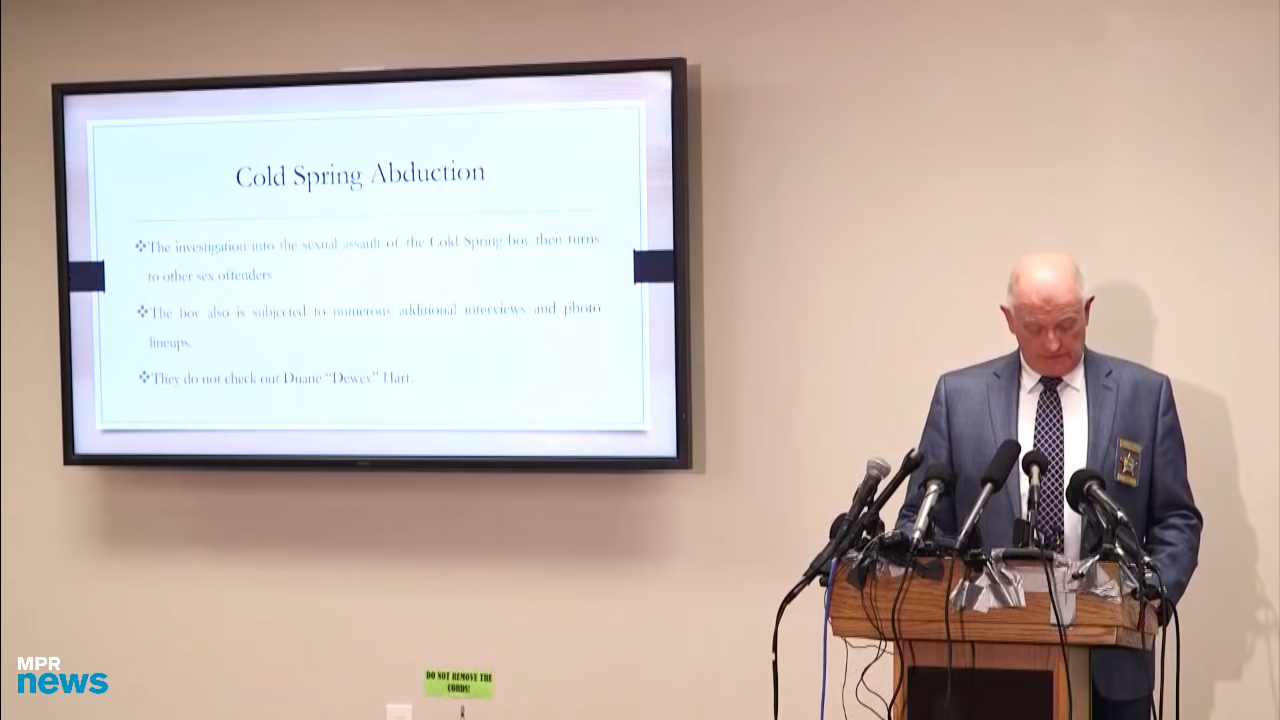 Cold Spring Abduction
❖The investigation into the sexual assault of the Cold Spring boy then turns
to other sex offenders
❖The boy also is subjected to numerous additional interviews and photo
lineups.
❖They do not check out Duane “Dewey” Hart.
DO NOT REMOVE THE
CORDS!
MPR
news